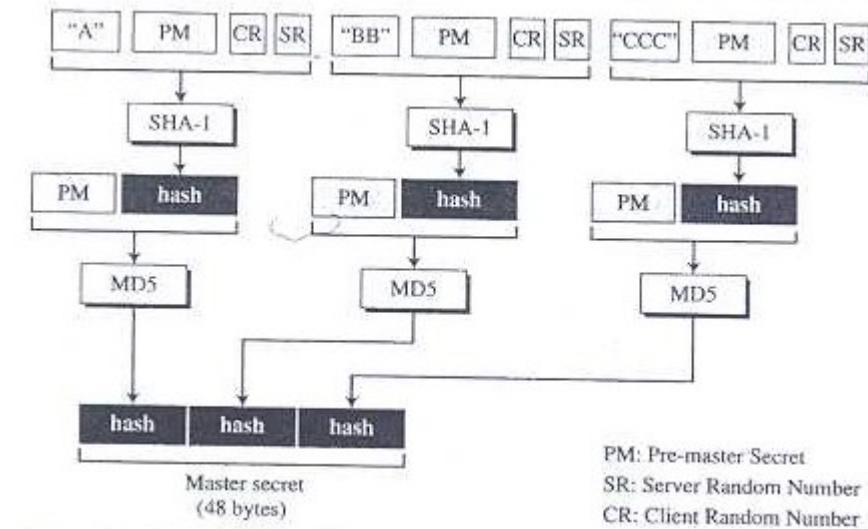 "A" PM CR SR "BB" PM CR SR "CCC" PM CR SR
SHA-1 SHA-1 SHA-1
PM hash PM hash PM hash
MD5 MD5 MD5
hash hash hash
Master secret
(48 bytes)
PM: Pre-master Secret
SR: Server Random Number
CR: Client Random Number